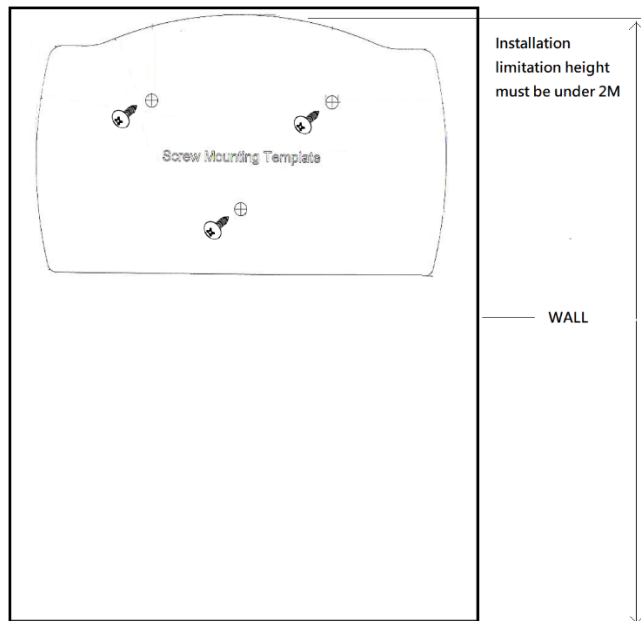 Installation
limitation height
must be under 2M
Screw Mounting Template
WALL